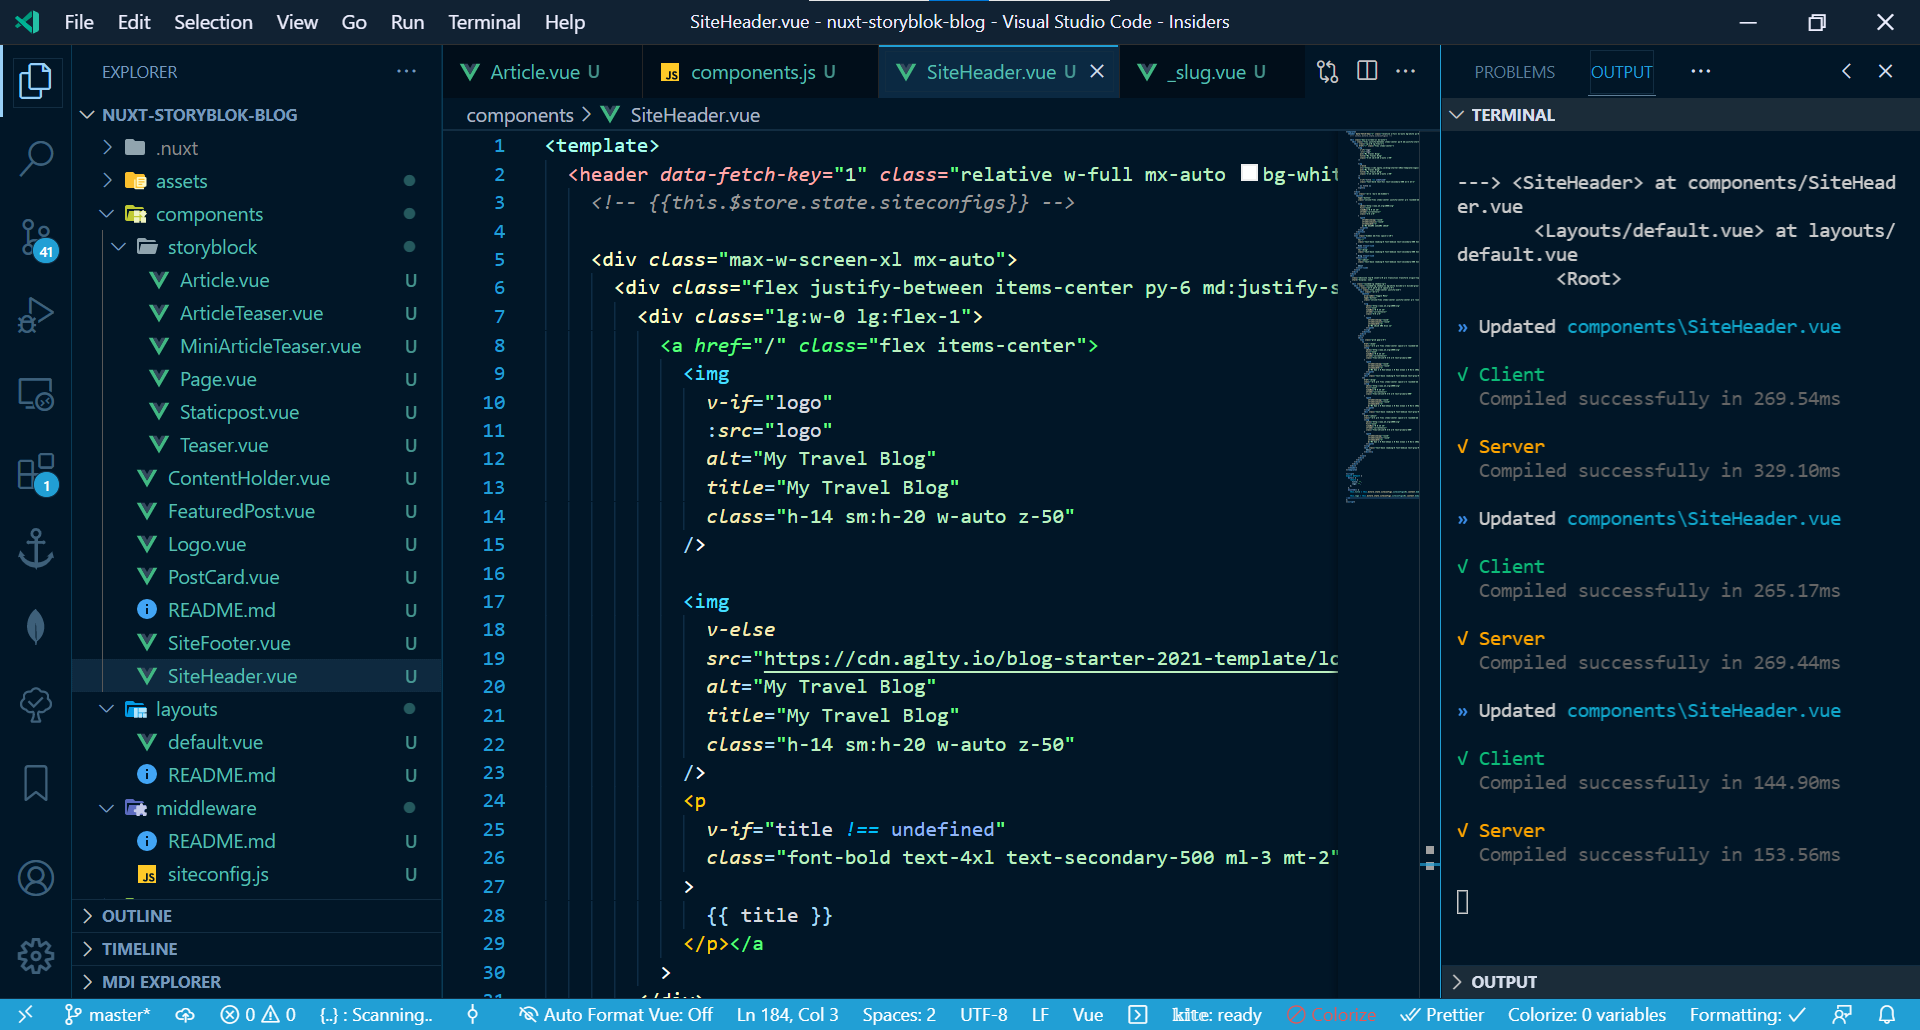 File Edit Selection View Go Run Terminal Help
SiteHeader.vue - nuxt-storyblok-blog - Visual Studio Code - Insiders
EXPLORER
NUXT-STORYBLOK-BLOG
.nuxt
assets
components
storyblock
Article.vue U
ArticleTeaser.vue U
MiniArticleTeaser.vue U
Page.vue U
Staticpost.vue U
Teaser.vue U
ContentHolder.vue U
FeaturedPost.vue U
Logo.vue U
PostCard.vue U
README.md U
SiteFooter.vue U
SiteHeader.vue U
layouts
default.vue U
README.md U
middleware
README.md U
siteconfig.js U
OUTLINE
TIMELINE
MDI EXPLORER
41
1
Article.vue U
JS components.js U
SiteHeader.vue U
_slug.vue U
components > SiteHeader.vue
1 <template>
2 <header data-fetch-key="1" class="relative w-full mx-auto bg-whit
3 <!-- {{this.$store.state.siteconfigs}} -->
4
5 <div class="max-w-screen-xl mx-auto">
6 <div class="flex justify-between items-center py-6 md:justify-s
7 <div class="lg:w-0 lg:flex-1">
8 <a href="/" class="flex items-center">
9 <img
10 v-if="logo"
11 :src="logo"
12 alt="My Travel Blog"
13 title="My Travel Blog"
14 class="h-14 sm:h-20 w-auto z-50"
15 />
16
17 <img
18 v-else
19 src="https://cdn.aglty.io/blog-starter-2021-template/lo
20 alt="My Travel Blog"
21 title="My Travel Blog"
22 class="h-14 sm:h-20 w-auto z-50"
23 />
24 <p
25 v-if="title !== undefined"
26 class="font-bold text-4xl text-secondary-500 ml-3 mt-2"
27 >
28 {{ title }}
29 </p></a
30 >
31 </div>
PROBLEMS OUTPUT
TERMINAL
---> <SiteHeader> at components/SiteHead
er.vue
<Layouts/default.vue> at layouts/
default.vue
<Root>
» Updated components\SiteHeader.vue
√ Client
Compiled successfully in 269.54ms
√ Server
Compiled successfully in 329.10ms
» Updated components\SiteHeader.vue
√ Client
Compiled successfully in 265.17ms
√ Server
Compiled successfully in 269.44ms
» Updated components\SiteHeader.vue
√ Client
Compiled successfully in 144.90ms
√ Server
Compiled successfully in 153.56ms
OUTPUT
master* 0 0 {..} : Scanning.. Auto Format Vue: Off Ln 184, Col 3 Spaces: 2 UTF-8 LF Vue kite: ready Colorize Prettier Colorize: 0 variables Formatting: ✓